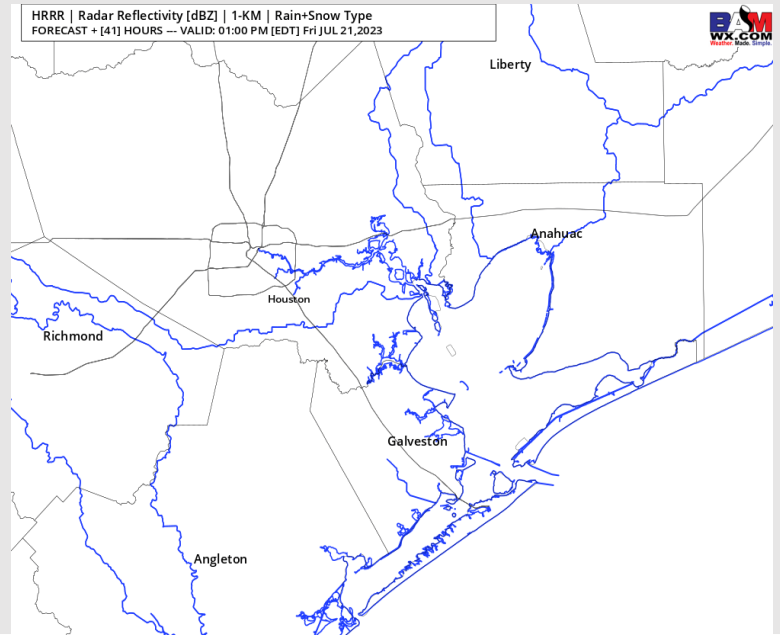 HRRR | Radar Reflectivity [dBZ] | 1-KM | Rain+Snow Type
FORECAST + [41] HOURS --- VALID: 01:00 PM [EDT] Fri JUL 21,2023
BAM
WX.COM
Weather. Made. Simple.
Liberty
Anahuac
Houston
Richmond
Galveston
Angleton